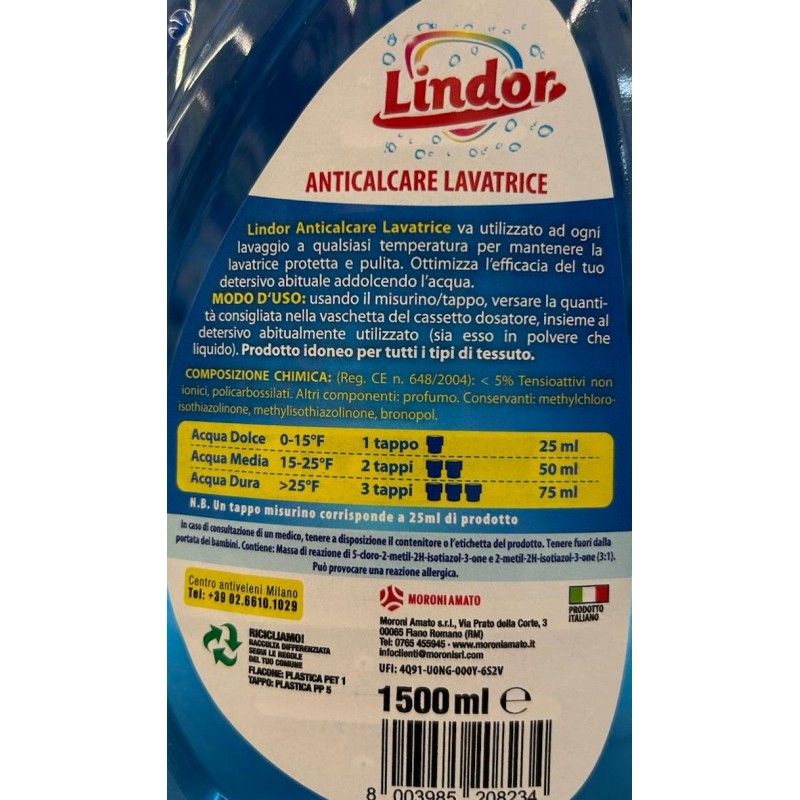 Lindor
ANTICALCARE LAVATRICE
Lindor Anticalcare Lavatrice va utilizzato ad ogni
lavaggio a qualsiasi temperatura per mantenere la
lavatrice protetta e pulita. Ottimizza l'efficacia del tuo
detersivo abituale addolcendo l'acqua.
MODO D'USO: usando il misurino/tappo, versare la quanti-
tà consigliata nella vaschetta del cassetto dosatore, insieme al
detersivo abitualmente utilizzato (sia esso in polvere che
liquido). Prodotto idoneo per tutti i tipi di tessuto.
COMPOSIZIONE CHIMICA: (Reg. CE n. 648/2004): < 5% Tensioattivi non
ionici, policarbossilati. Altri componenti: profumo. Conservanti: methylchloro-
isothiazolinone, methylisothiazolinone, bronopol.
Acqua Dolce 0-15°F 1 tappo 25 ml
Acqua Media 15-25°F 2 tappi 50 ml
Acqua Dura >25°F 3 tappi 75 ml
N.B. Un tappo misurino corrisponde a 25ml di prodotto
In caso di consultazione di un medico, tenere a disposizione il contenitore o l'etichetta del prodotto. Tenere fuori dalla
portata dei bambini. Contiene: Massa di reazione di 5-cloro-2-metil-2H-isotiazol-3-one e 2-metil-2H-isotiazol-3-one (3:1).
Può provocare una reazione allergica.
Centro antiveleni Milano
Tel: +39 02.6610.1029
MORONI AMATO
PRODOTTO
ITALIANO
Moroni Amato s.r.l., Via Prato della Corte, 3
00065 Fiano Romano (RM)
Tel: 0765 455945 - www.moroniamato.it
infoclienti@moronisrl.com
UFI: 4Q91-U0NG-000Y-6S2V
RICICLIAMO!
RACCOLTA DIFFERENZIATA
SEGUI LE REGOLE
DEL TUO COMUNE
FLACONE: PLASTICA PET 1
TAPPO: PLASTICA PP 5
1500 ml ℮
8 003985 208234